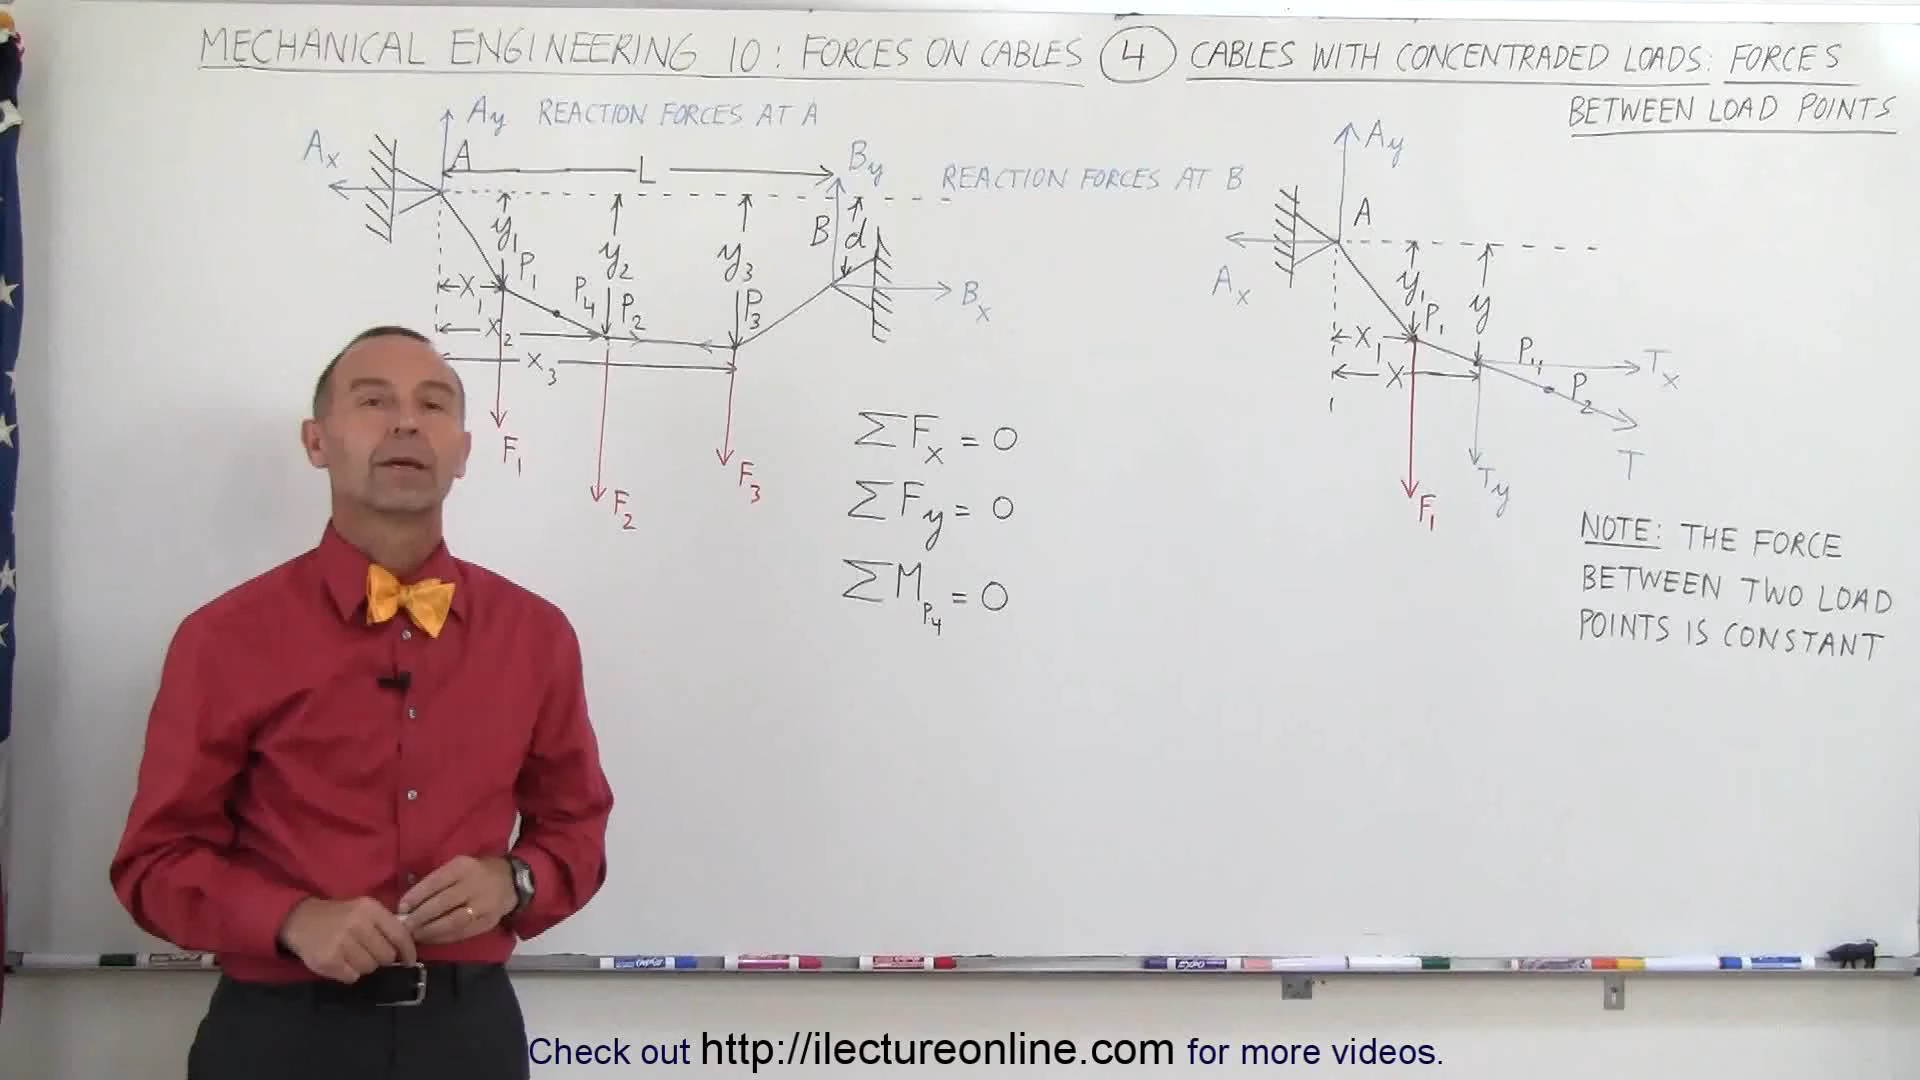 MECHANICAL ENGINEERING 10: FORCES ON CABLES 4 CABLES WITH CONCENTRADED LOADS: FORCES
BETWEEN LOAD POINTS
Ay REACTION FORCES AT A
Ax
A
L
By
REACTION FORCES AT B
B
d
Bx
y1
y2
y3
P1
P4
P2
P3
x1
x2
x3
F1
F2
F3
ΣFx = 0
ΣFy = 0
ΣMP4 = 0
Ay
A
Ax
y1
y
P1
x1
x
P4
P2
Tx
T
Ty
F1
NOTE: THE FORCE
BETWEEN TWO LOAD
POINTS IS CONSTANT
Check out http://ilectureonline.com for more videos.